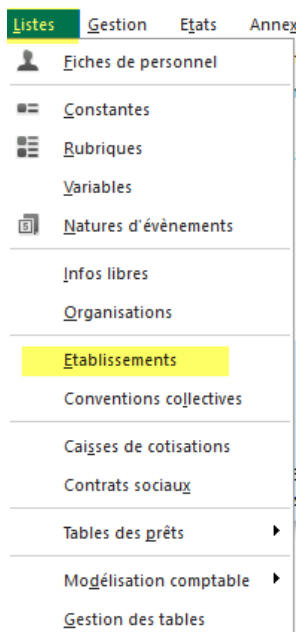 Listes Gestion Etats Annex
Fiches de personnel
Constantes
Rubriques
Variables
Natures d'évènements
Infos libres
Organisations
Etablissements
Conventions collectives
Caisses de cotisations
Contrats sociaux
Tables des prêts
Modélisation comptable
Gestion des tables